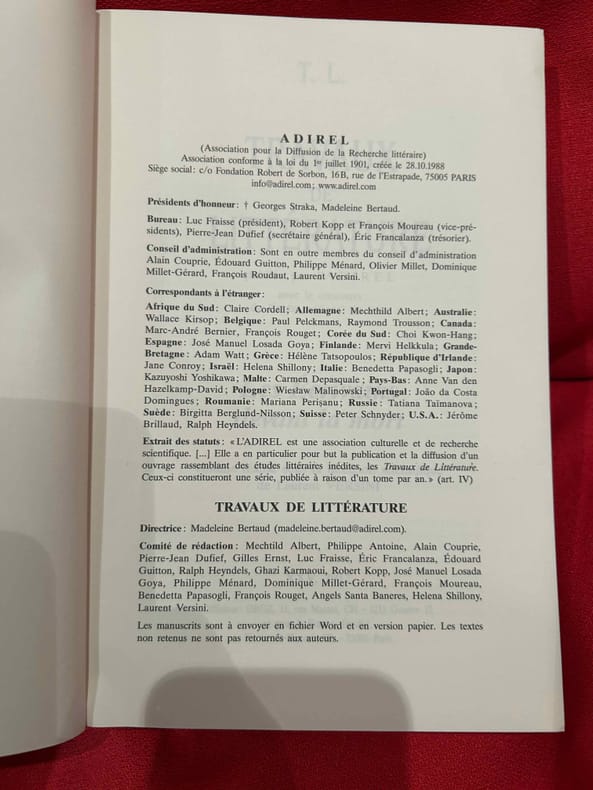 ADIREL
(Association pour la Diffusion de la Recherche littéraire)
Association conforme à la loi du 1er juillet 1901, créée le 28.10.1988
Siège social : c/o Fondation Robert de Sorbon, 16B, rue de l'Estrapade, 75005 PARIS
info@adirel.com ; www.adirel.com
Présidents d'honneur : † Georges Straka, Madeleine Bertaud.
Bureau : Luc Fraisse (président), Robert Kopp et François Moureau (vice-pré-
sidents), Pierre-Jean Dufief (secrétaire général), Éric Francalanza (trésorier).
Conseil d'administration : Sont en outre membres du conseil d'administration
Alain Couprie, Édouard Guitton, Philippe Ménard, Olivier Millet, Dominique
Millet-Gérard, François Roudaut, Laurent Versini.
Correspondants à l'étranger :
Afrique du Sud : Claire Cordell ; Allemagne : Mechthild Albert ; Australie :
Wallace Kirsop ; Belgique : Paul Pelckmans, Raymond Trousson ; Canada :
Marc-André Bernier, François Rouget ; Corée du Sud : Choi Kwon-Hang ;
Espagne : José Manuel Losada Goya ; Finlande : Mervi Helkkula ; Grande-
Bretagne : Adam Watt ; Grèce : Hélène Tatsopoulos ; République d'Irlande :
Jane Conroy ; Israël : Helena Shillony ; Italie : Benedetta Papasogli ; Japon :
Kazuyoshi Yoshikawa ; Malte : Carmen Depasquale ; Pays-Bas : Anne Van den
Hazelkamp-David ; Pologne : Wiesław Malinowski ; Portugal : João da Costa
Domingues ; Roumanie : Mariana Perişanu ; Russie : Tatiana Taïmanova ;
Suède : Birgitta Berglund-Nilsson ; Suisse : Peter Schnyder ; U.S.A. : Jérôme
Brillaud, Ralph Heyndels.
Extrait des statuts : « L'ADIREL est une association culturelle et de recherche
scientifique. [...] Elle a en particulier pour but la publication et la diffusion d'un
ouvrage rassemblant des études littéraires inédites, les Travaux de Littérature.
Ceux-ci constitueront une série, publiée à raison d'un tome par an. » (art. IV)
TRAVAUX DE LITTÉRATURE
Directrice : Madeleine Bertaud (madeleine.bertaud@adirel.com).
Comité de rédaction : Mechtild Albert, Philippe Antoine, Alain Couprie,
Pierre-Jean Dufief, Gilles Ernst, Luc Fraisse, Éric Francalanza, Édouard
Guitton, Ralph Heyndels, Ghazi Karmaoui, Robert Kopp, José Manuel Losada
Goya, Philippe Ménard, Dominique Millet-Gérard, François Moureau,
Benedetta Papasogli, François Rouget, Angels Santa Baneres, Helena Shillony,
Laurent Versini.
Les manuscrits sont à envoyer en fichier Word et en version papier. Les textes
non retenus ne sont pas retournés aux auteurs.